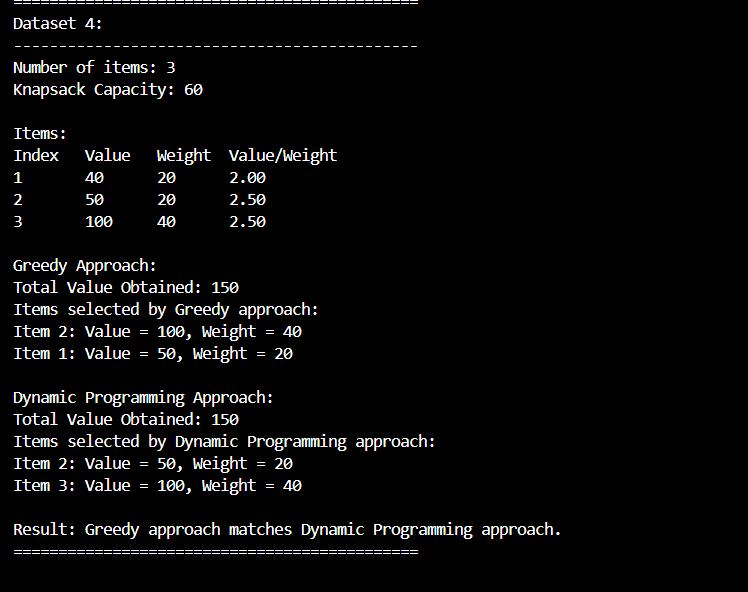 =============================================
Dataset 4:
---------------------------------------------
Number of items: 3
Knapsack Capacity: 60
Items:
Index   Value   Weight  Value/Weight
1       40      20      2.00
2       50      20      2.50
3       100     40      2.50
Greedy Approach:
Total Value Obtained: 150
Items selected by Greedy approach:
Item 2: Value = 100, Weight = 40
Item 1: Value = 50, Weight = 20
Dynamic Programming Approach:
Total Value Obtained: 150
Items selected by Dynamic Programming approach:
Item 2: Value = 50, Weight = 20
Item 3: Value = 100, Weight = 40
Result: Greedy approach matches Dynamic Programming approach.
=============================================